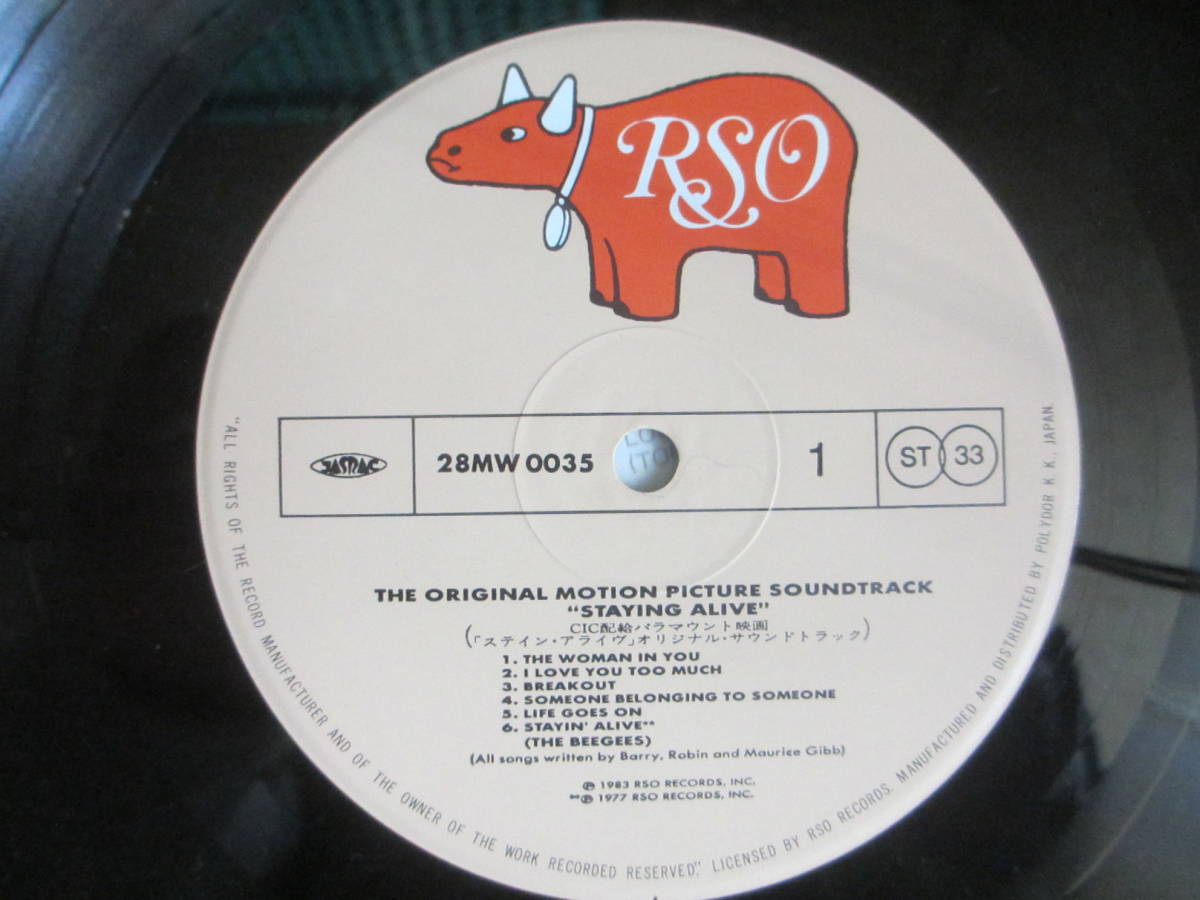 RSO
JASRAC
28MW 0035
1
ST 33
THE ORIGINAL MOTION PICTURE SOUNDTRACK
"STAYING ALIVE"
(CIC配給パラマウント映画
「ステイン・アライヴ」オリジナル・サウンドトラック)
1. THE WOMAN IN YOU
2. I LOVE YOU TOO MUCH
3. BREAKOUT
4. SOMEONE BELONGING TO SOMEONE
5. LIFE GOES ON
6. STAYIN' ALIVE**
(THE BEEGEES)
(All songs written by Barry, Robin and Maurice Gibb)
℗ 1983 RSO RECORDS, INC.
**℗ 1977 RSO RECORDS, INC.
"ALL RIGHTS OF THE RECORD MANUFACTURER AND OF THE OWNER OF THE WORK RECORDED RESERVED." LICENSED BY RSO RECORDS. MANUFACTURED AND DISTRIBUTED BY POLYDOR K.K., JAPAN.